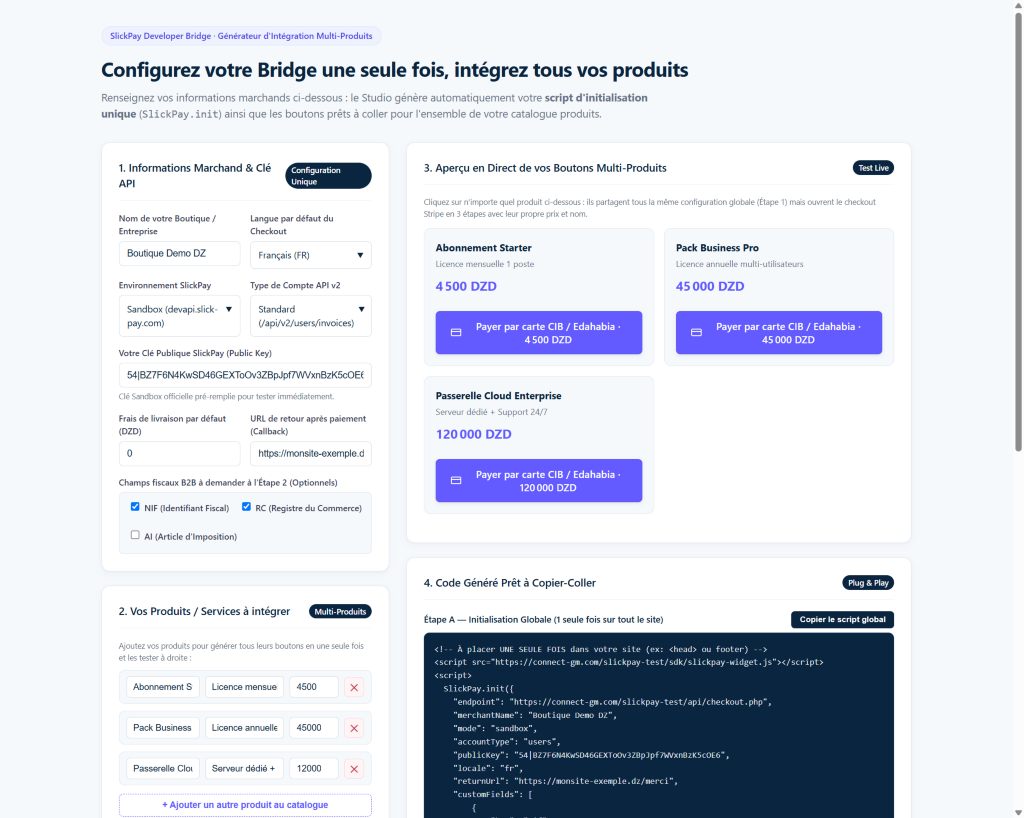 SlickPay Developer Bridge · Générateur d'Intégration Multi-Produits
Configurez votre Bridge une seule fois, intégrez tous vos produits
Renseignez vos informations marchands ci-dessous : le Studio génère automatiquement votre script d'initialisation
unique (SlickPay.init) ainsi que les boutons prêts à coller pour l'ensemble de votre catalogue produits.
1. Informations Marchand & Clé
API
Configuration
Unique
Nom de votre Boutique /
Entreprise
Boutique Demo DZ
Langue par défaut du
Checkout
Français (FR)
Environnement SlickPay
Sandbox (devapi.slick-
pay.com)
Type de Compte API v2
Standard
(/api/v2/users/invoices)
Votre Clé Publique SlickPay (Public Key)
54|BZ7F6N4KwSD46GEXToOv3ZBpJpf7WVxnBzK5cOE6
Clé Sandbox officielle pré-remplie pour tester immédiatement.
Frais de livraison par défaut
(DZD)
0
URL de retour après paiement
(Callback)
https://monsite-exemple.d
Champs fiscaux B2B à demander à l'Étape 2 (Optionnels)
NIF (Identifiant Fiscal)
RC (Registre du Commerce)
AI (Article d'Imposition)
2. Vos Produits / Services à intégrer
Multi-Produits
Ajoutez vos produits pour générer tous leurs boutons en une seule fois
et les tester à droite :
Abonnement S
Licence mensue
4500
Pack Business
Licence annuelle
45000
Passerelle Clou
Serveur dédié +
12000
+ Ajouter un autre produit au catalogue
3. Aperçu en Direct de vos Boutons Multi-Produits
Test Live
Cliquez sur n'importe quel produit ci-dessous : ils partagent tous la même configuration globale (Étape 1) mais ouvrent le checkout
Stripe en 3 étapes avec leur propre prix et nom.
Abonnement Starter
Licence mensuelle 1 poste
4 500 DZD
Payer par carte CIB / Edahabia ·
4 500 DZD
Pack Business Pro
Licence annuelle multi-utilisateurs
45 000 DZD
Payer par carte CIB / Edahabia ·
45 000 DZD
Passerelle Cloud Enterprise
Serveur dédié + Support 24/7
120 000 DZD
Payer par carte CIB / Edahabia ·
120 000 DZD
4. Code Généré Prêt à Copier-Coller
Plug & Play
Étape A — Initialisation Globale (1 seule fois sur tout le site)
Copier le script global
<!-- À placer UNE SEULE FOIS dans votre site (ex: <head> ou footer) -->
<script src="https://connect-gm.com/slickpay-test/sdk/slickpay-widget.js"></script>
<script>
SlickPay.init({
"endpoint": "https://connect-gm.com/slickpay-test/api/checkout.php",
"merchantName": "Boutique Demo DZ",
"mode": "sandbox",
"accountType": "users",
"publicKey": "54|BZ7F6N4KwSD46GEXToOv3ZBpJpf7WVxnBzK5cOE6",
"locale": "fr",
"returnUrl": "https://monsite-exemple.dz/merci",
"customFields": [
{